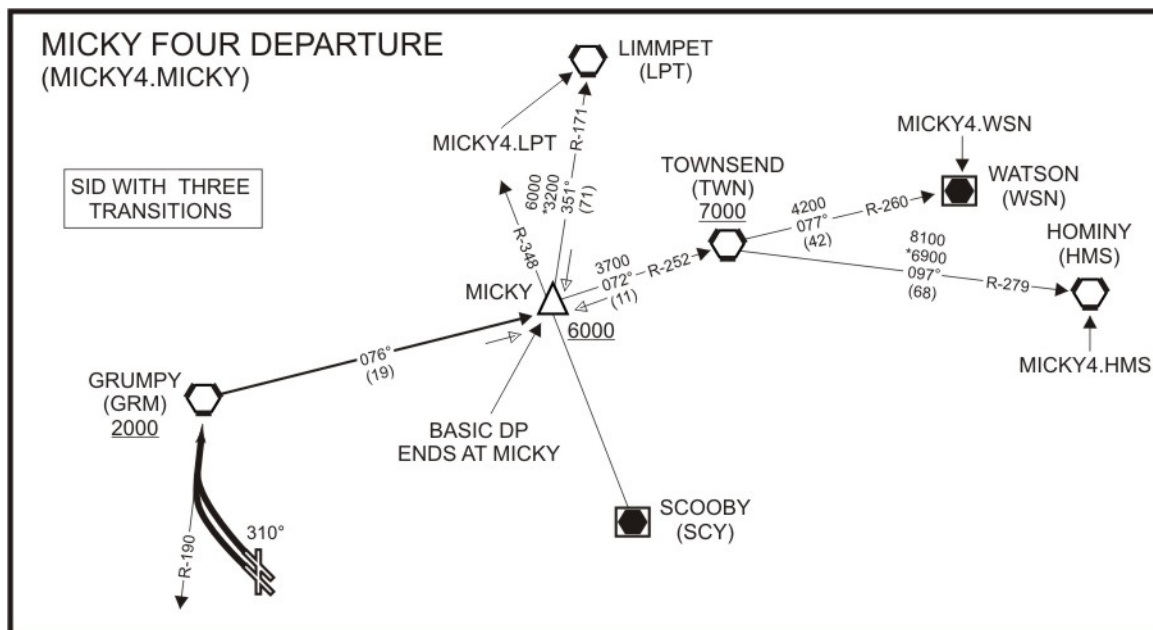 MICKY FOUR DEPARTURE
(MICKY4.MICKY)
SID WITH THREE
TRANSITIONS
LIMMPET
(LPT)
MICKY4.LPT
R-171
6000
*3200
351°
(71)
R-348
MICKY
6000
3700
072°
(11)
R-252
TOWNSEND
(TWN)
7000
4200
077°
(42)
R-260
MICKY4.WSN
WATSON
(WSN)
8100
*6900
097°
(68)
R-279
HOMINY
(HMS)
MICKY4.HMS
076°
(19)
GRUMPY
(GRM)
2000
BASIC DP
ENDS AT MICKY
SCOOBY
(SCY)
310°
R-190